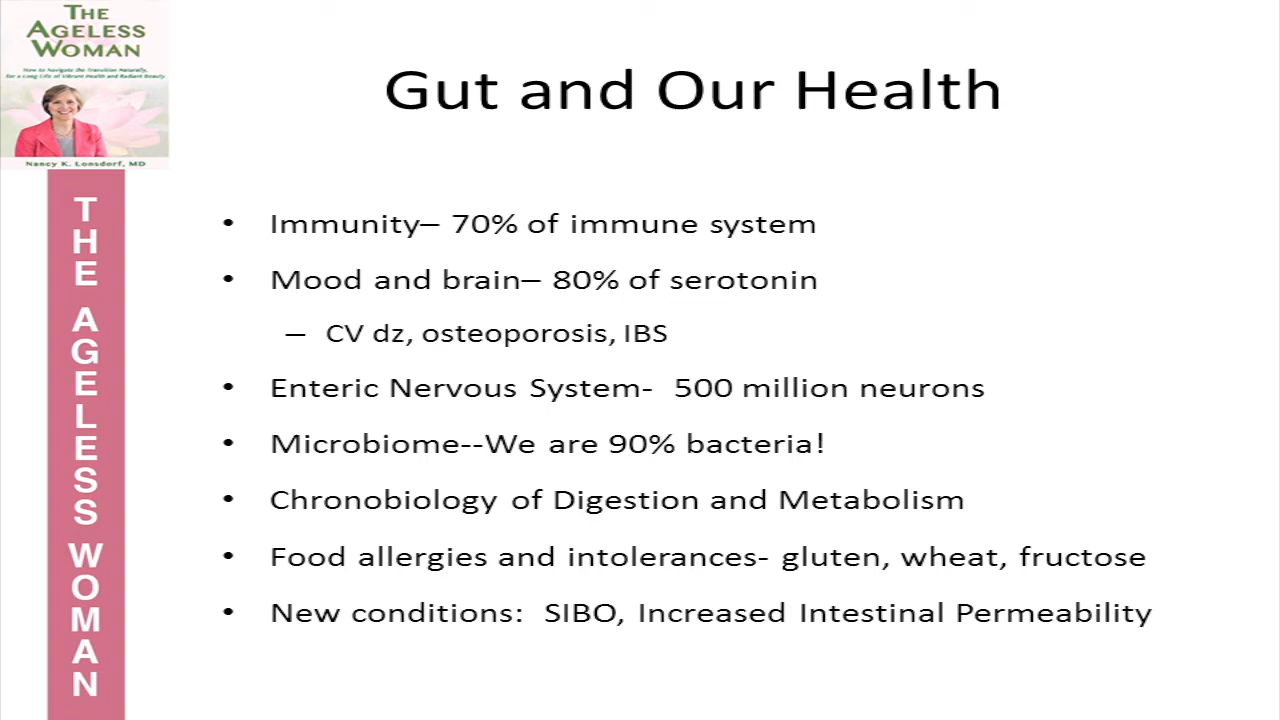 THE
AGELESS
WOMAN
How to Navigate the Transition Naturally,
for a Long Life of Vibrant Health and Radiant Beauty
Nancy K. Lonsdorf, MD
THE AGELESS WOMAN
Gut and Our Health
• Immunity– 70% of immune system
• Mood and brain– 80% of serotonin
– CV dz, osteoporosis, IBS
• Enteric Nervous System-  500 million neurons
• Microbiome--We are 90% bacteria!
• Chronobiology of Digestion and Metabolism
• Food allergies and intolerances- gluten, wheat, fructose
• New conditions:  SIBO, Increased Intestinal Permeability